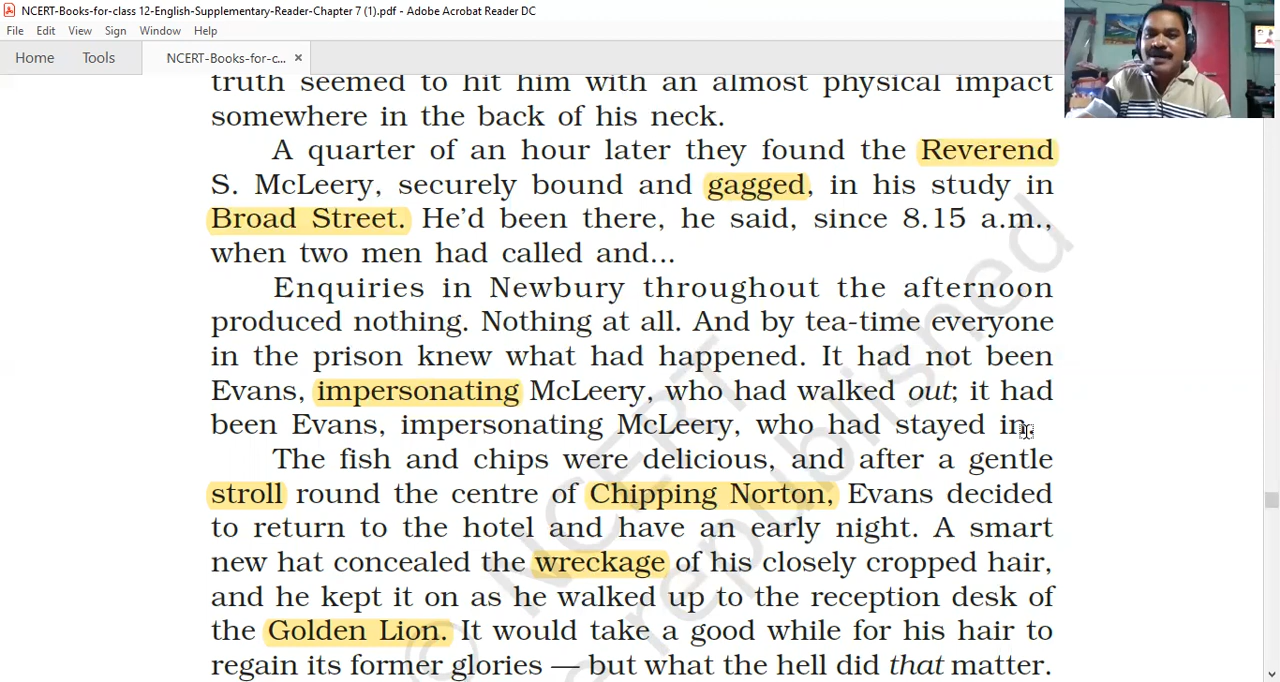 NCERT-Books-for-class 12-English-Supplementary-Reader-Chapter 7 (1).pdf - Adobe Acrobat Reader DC
File Edit View Sign Window Help
Home Tools NCERT-Books-for-c... ×
truth seemed to hit him with an almost physical impact
somewhere in the back of his neck.
A quarter of an hour later they found the Reverend
S. McLeery, securely bound and gagged, in his study in
Broad Street. He’d been there, he said, since 8.15 a.m.,
when two men had called and...
Enquiries in Newbury throughout the afternoon
produced nothing. Nothing at all. And by tea-time everyone
in the prison knew what had happened. It had not been
Evans, impersonating McLeery, who had walked out; it had
been Evans, impersonating McLeery, who had stayed in.
The fish and chips were delicious, and after a gentle
stroll round the centre of Chipping Norton, Evans decided
to return to the hotel and have an early night. A smart
new hat concealed the wreckage of his closely cropped hair,
and he kept it on as he walked up to the reception desk of
the Golden Lion. It would take a good while for his hair to
regain its former glories — but what the hell did that matter.
© NCERT
republished